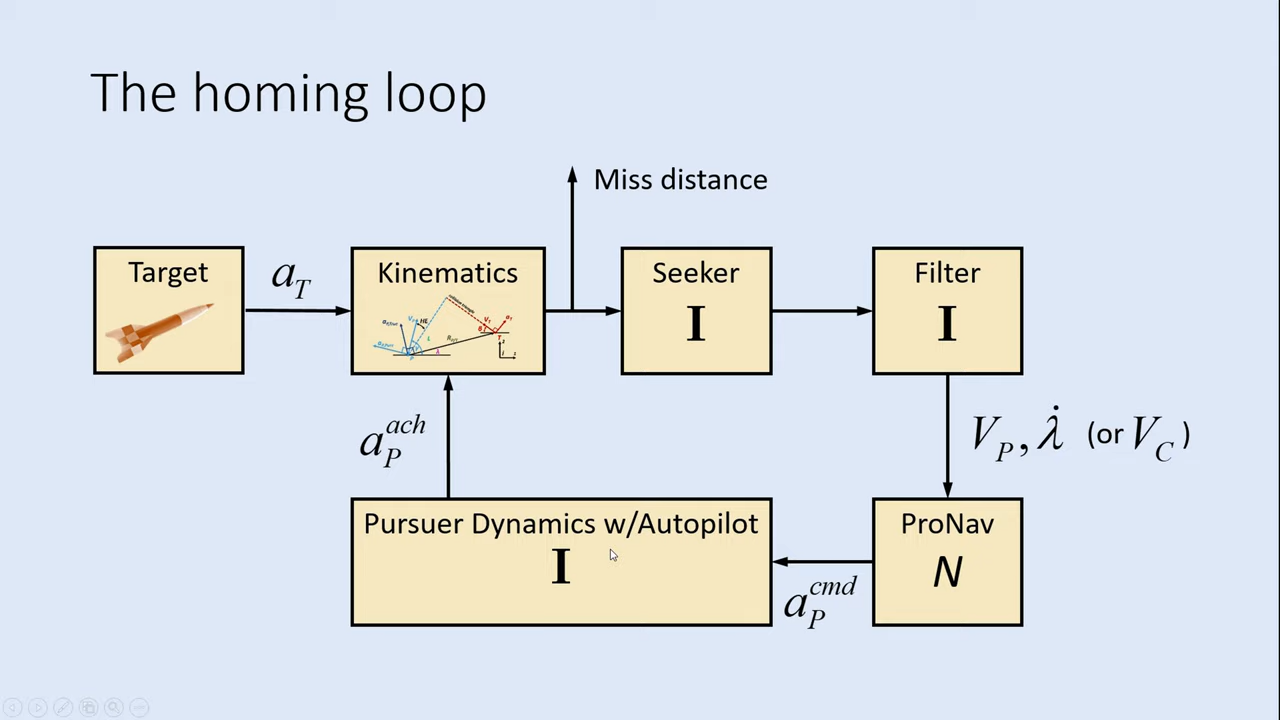 The homing loop
Miss distance
Target
a_T
Kinematics
Seeker
I
Filter
I
a_P^{ach}
V_P, λ̇ (or V_C)
Pursuer Dynamics w/Autopilot
I
a_P^{cmd}
ProNav
N